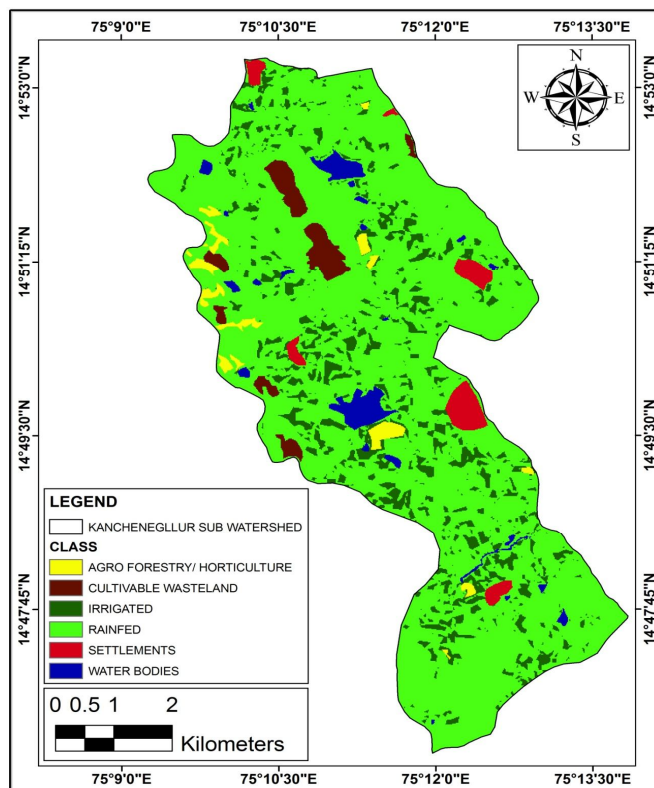 75°9'0"E 75°10'30"E 75°12'0"E 75°13'30"E
14°53'0"N
14°53'0"N
N
W
E
S
14°51'15"N
14°51'15"N
14°49'30"N
14°49'30"N
14°47'45"N
14°47'45"N
LEGEND
KANCHENEGLLUR SUB WATERSHED
CLASS
AGRO FORESTRY/ HORTICULTURE
CULTIVABLE WASTELAND
IRRIGATED
RAINFED
SETTLEMENTS
WATER BODIES
0 0.5 1 2
Kilometers
75°9'0"E 75°10'30"E 75°12'0"E 75°13'30"E